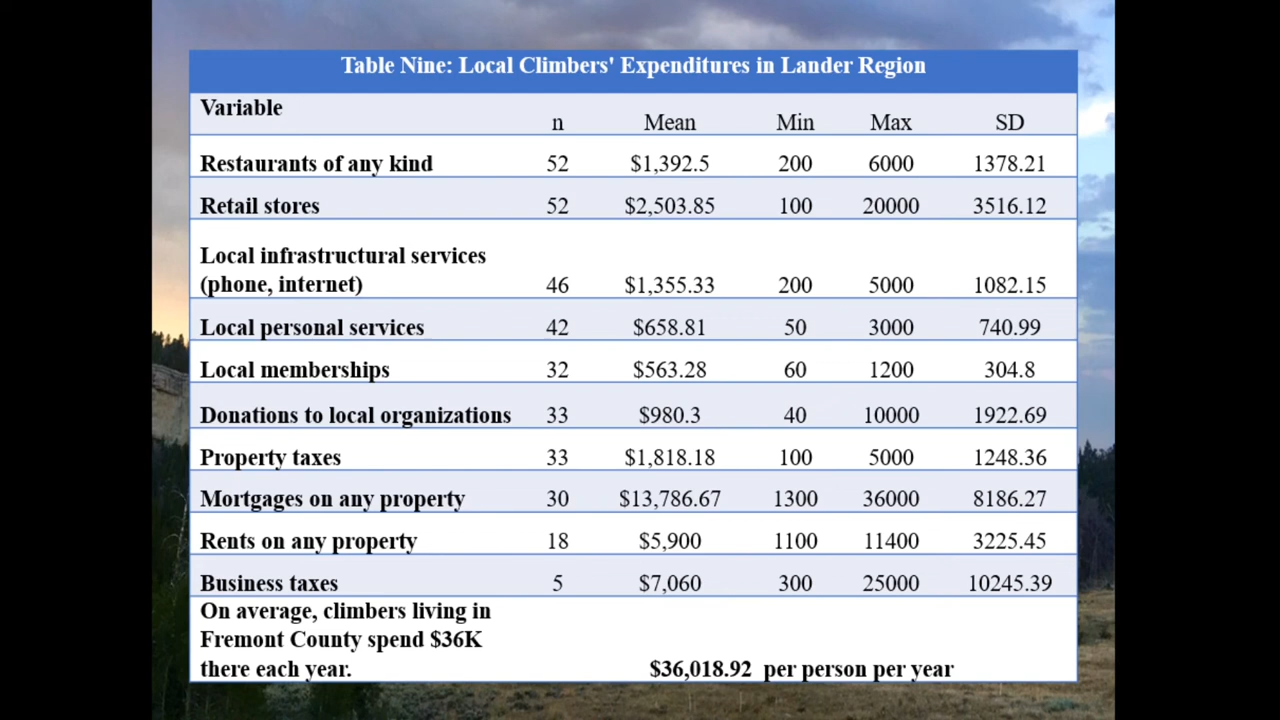 Table Nine: Local Climbers' Expenditures in Lander Region
Variable n Mean Min Max SD
Restaurants of any kind 52 $1,392.5 200 6000 1378.21
Retail stores 52 $2,503.85 100 20000 3516.12
Local infrastructural services
(phone, internet) 46 $1,355.33 200 5000 1082.15
Local personal services 42 $658.81 50 3000 740.99
Local memberships 32 $563.28 60 1200 304.8
Donations to local organizations 33 $980.3 40 10000 1922.69
Property taxes 33 $1,818.18 100 5000 1248.36
Mortgages on any property 30 $13,786.67 1300 36000 8186.27
Rents on any property 18 $5,900 1100 11400 3225.45
Business taxes 5 $7,060 300 25000 10245.39
On average, climbers living in
Fremont County spend $36K
there each year. $36,018.92 per person per year